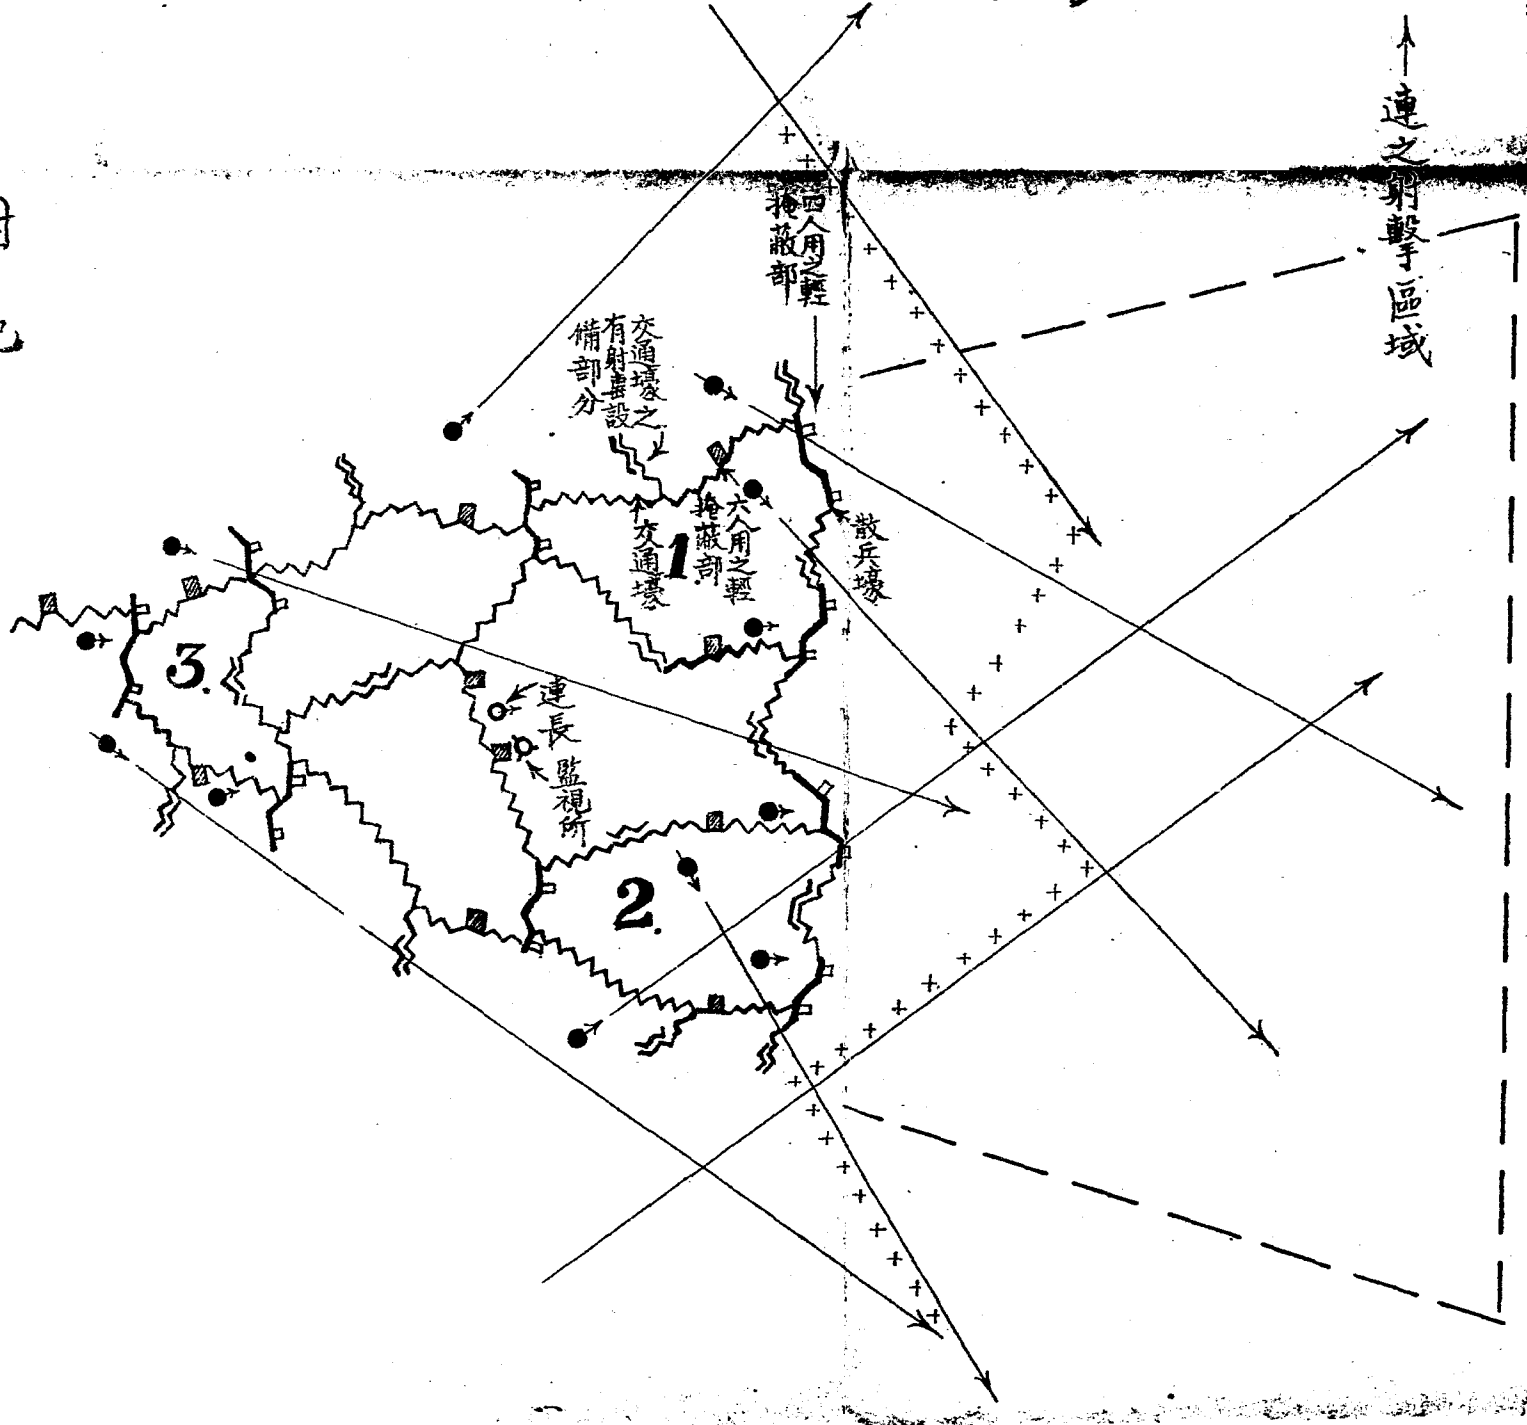 連之射擊區域
四人用之輕
掩蔽部
交通壕之
有射擊設
備部分
散兵壕
六人用之輕
掩蔽部
交通壕
1.
連長
監視所
2.
3.